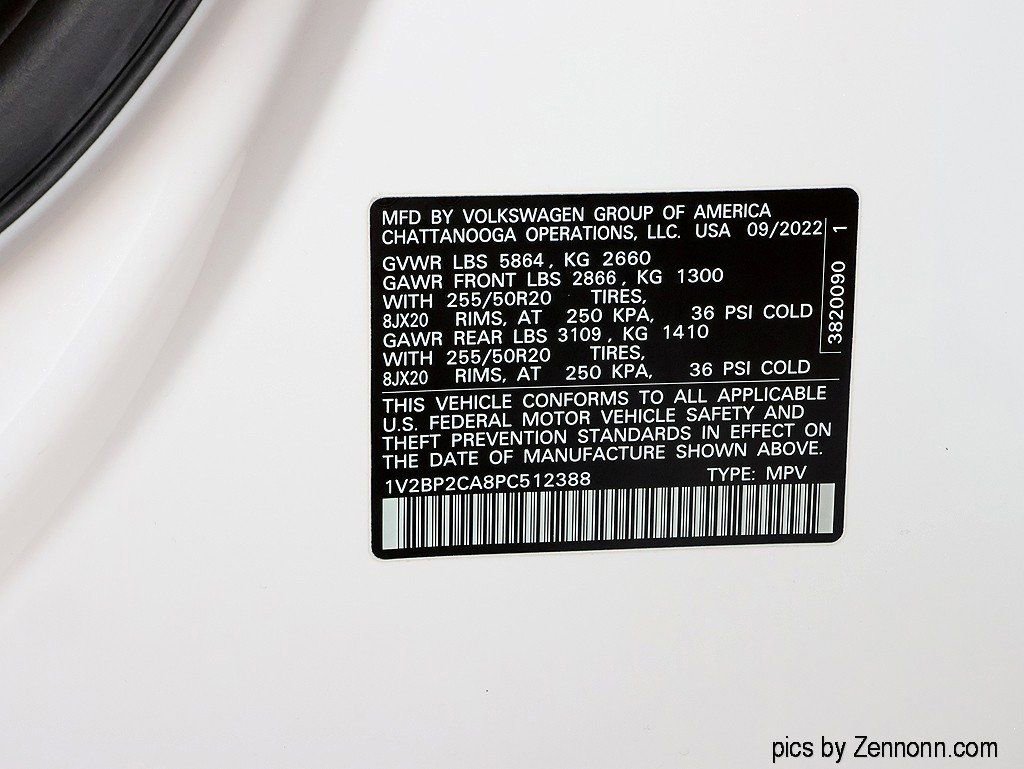 MFD BY VOLKSWAGEN GROUP OF AMERICA
CHATTANOOGA OPERATIONS, LLC. USA 09/2022
GVWR LBS 5864, KG 2660
GAWR FRONT LBS 2866, KG 1300
WITH 255/50R20 TIRES,
8JX20 RIMS, AT 250 KPA, 36 PSI COLD
GAWR REAR LBS 3109, KG 1410
WITH 255/50R20 TIRES,
8JX20 RIMS, AT 250 KPA, 36 PSI COLD
3820090 1
THIS VEHICLE CONFORMS TO ALL APPLICABLE
U.S. FEDERAL MOTOR VEHICLE SAFETY AND
THEFT PREVENTION STANDARDS IN EFFECT ON
THE DATE OF MANUFACTURE SHOWN ABOVE.
1V2BP2CA8PC512388 TYPE: MPV
pics by Zennonn.com